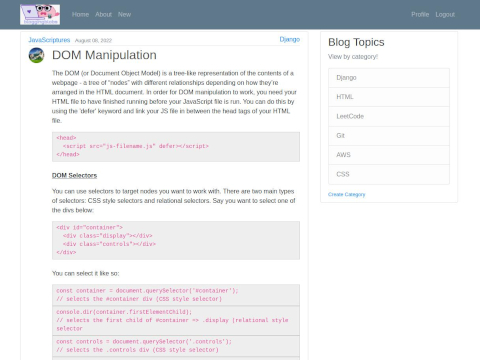 Home About New Profile Logout
JavaScriptures August 08, 2022 Django
DOM Manipulation
The DOM (or Document Object Model) is a tree-like representation of the contents of a
webpage - a tree of "nodes" with different relationships depending on how they're
arranged in the HTML document. In order for DOM manipulation to work, you need your
HTML file to have finished running before your JavaScript file is run. You can do this by
using the 'defer' keyword and link your JS file in between the head tags of your HTML
file.
<head>
<script src="js-filename.js" defer></script>
</head>
DOM Selectors
You can use selectors to target nodes you want to work with. There are two main types
of selectors: CSS style selectors and relational selectors. Say you want to select one of
the divs below:
<div id="container">
<div class="display"></div>
<div class="controls"></div>
</div>
You can select it like so:
const container = document.querySelector('#container');
// selects the #container div (CSS style selector)
console.dir(container.firstElementChild);
// selects the first child of #container => .display (relational style
selector
const controls = document.querySelector('.controls');
// selects the .controls div (CSS style selector)
Blog Topics
View by category!
Django
HTML
LeetCode
Git
AWS
CSS
Create Category